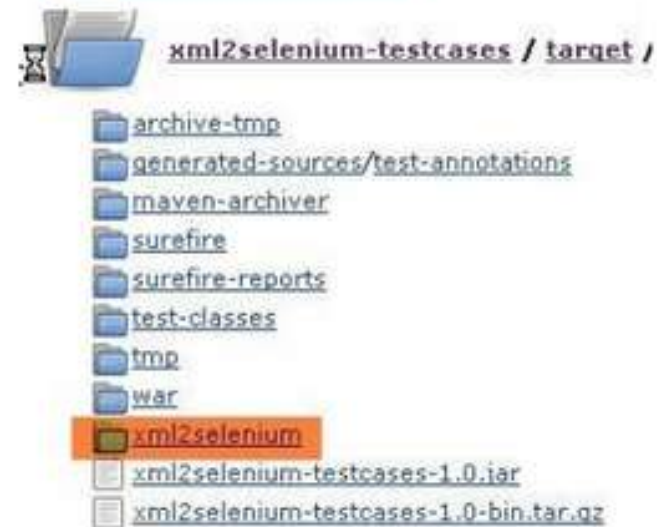 xml2selenium-testcases / target /
archive-tmp
generated-sources/test-annotations
maven-archiver
surefire
surefire-reports
test-classes
tmp
war
xml2selenium
xml2selenium-testcases-1.0.jar
xml2selenium-testcases-1.0-bin.tar.gz